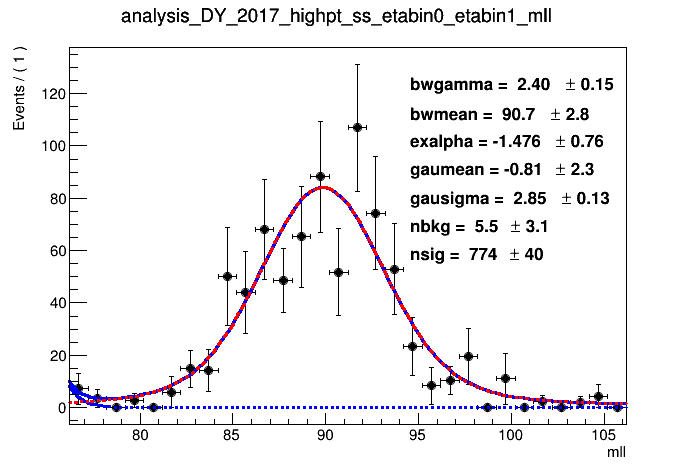 analysis_DY_2017_highpt_ss_etabin0_etabin1_mll
Events / ( 1 )
bwgamma = 2.40 ± 0.15
bwmean = 90.7 ± 2.8
exalpha = -1.476 ± 0.76
gaumean = -0.81 ± 2.3
gausigma = 2.85 ± 0.13
nbkg = 5.5 ± 3.1
nsig = 774 ± 40
120
100
80
60
40
20
0
80 85 90 95 100 105
mll